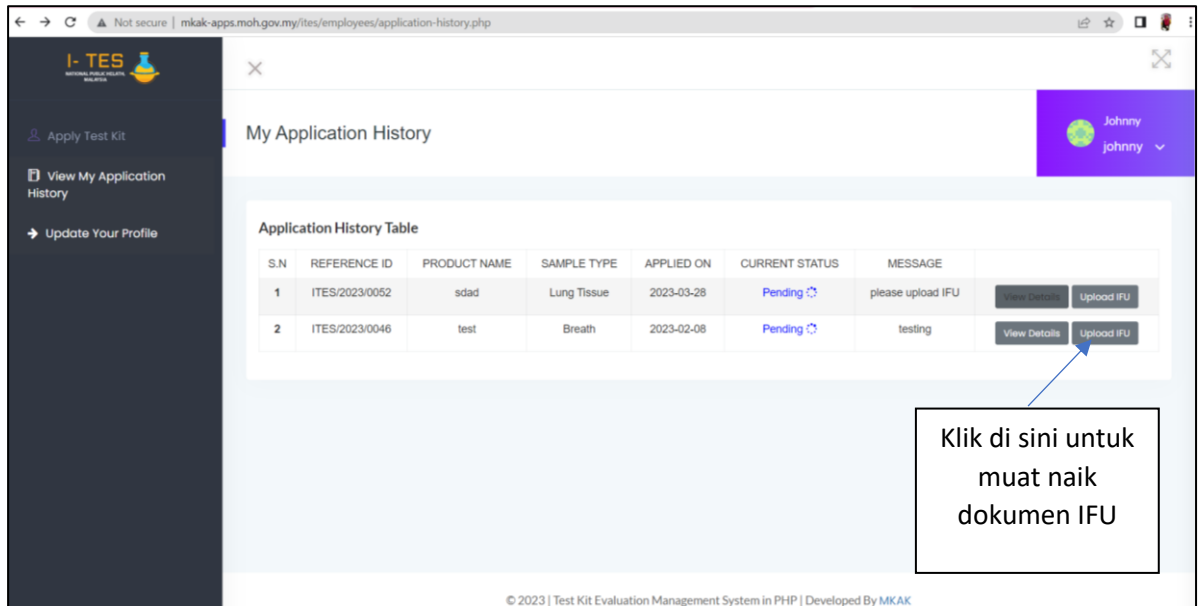 Not secure | mkak-apps.moh.gov.my/ites/employees/application-history.php
I- TES
NATIONAL PUBLIC HEALTH,
MALAYSIA
Apply Test Kit
View My Application
History
Update Your Profile
My Application History
Johnny
johnny
Application History Table
S.N REFERENCE ID PRODUCT NAME SAMPLE TYPE APPLIED ON CURRENT STATUS MESSAGE
1 ITES/2023/0052 sdad Lung Tissue 2023-03-28 Pending please upload IFU View Details Upload IFU
2 ITES/2023/0046 test Breath 2023-02-08 Pending testing View Details Upload IFU
Klik di sini untuk
muat naik
dokumen IFU
© 2023 | Test Kit Evaluation Management System in PHP | Developed By MKAK